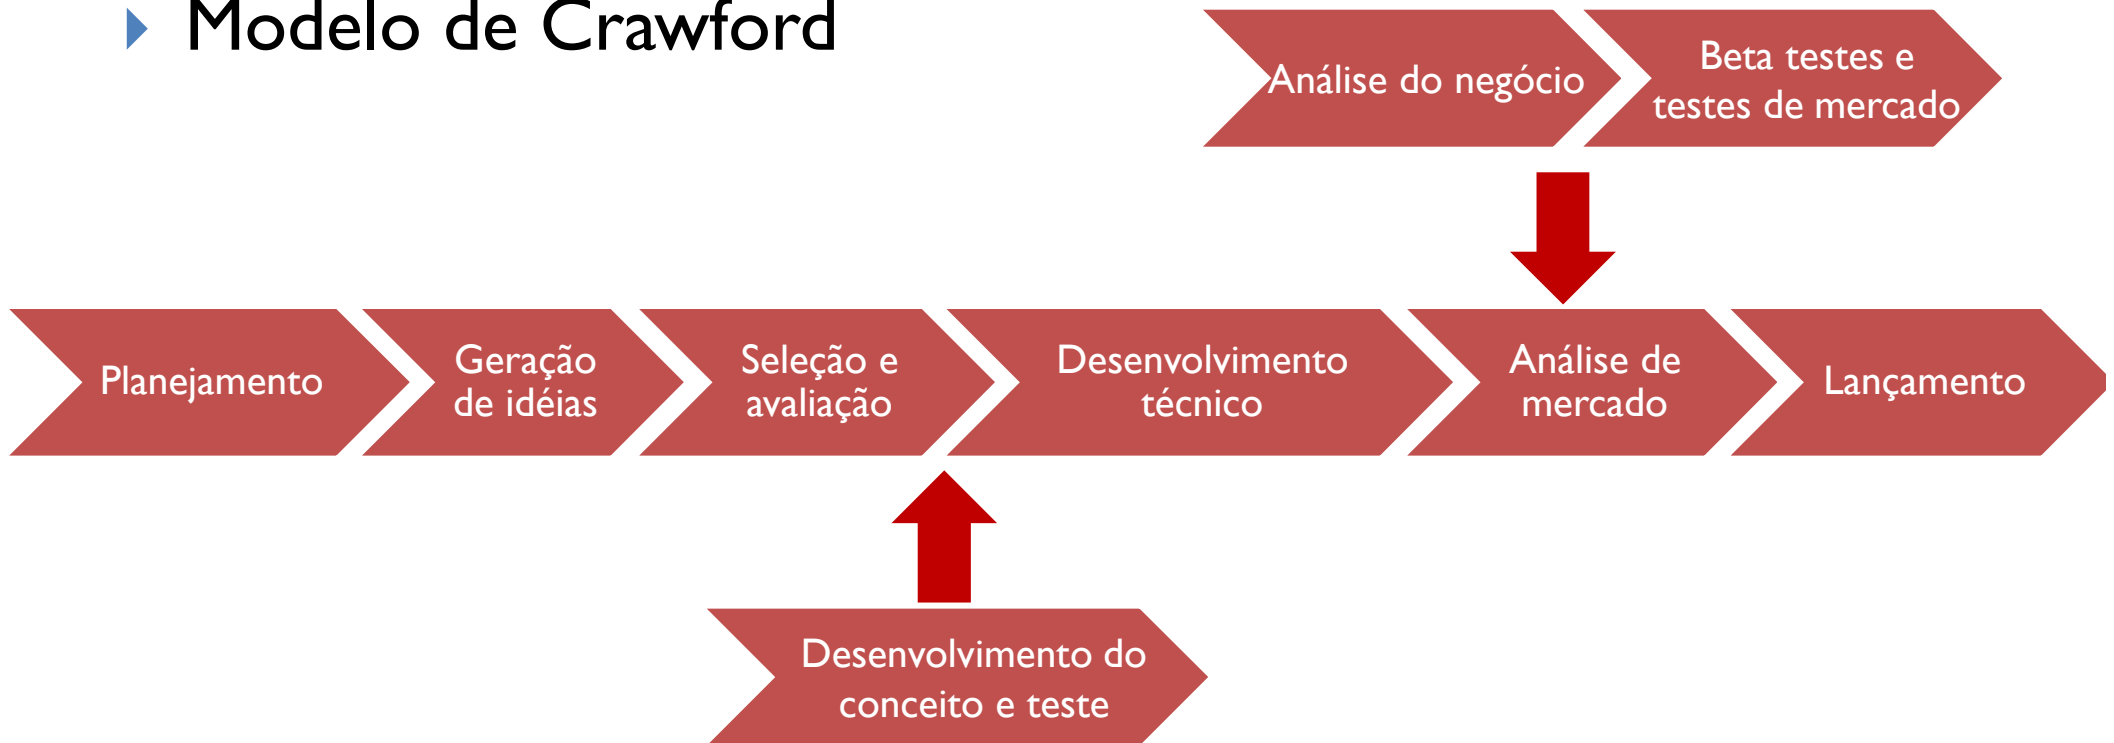 Modelo de Crawford
Análise do negócio
Beta testes e
testes de mercado
Planejamento
Geração
de idéias
Seleção e
avaliação
Desenvolvimento
técnico
Análise de
mercado
Lançamento
Desenvolvimento do
conceito e teste